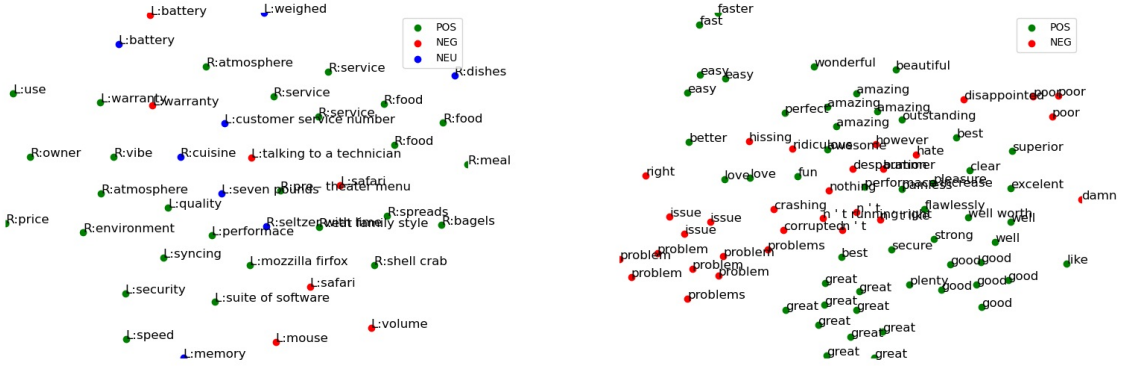 L:battery
L:weighed
POS
NEG
NEU
L:battery
R:atmosphere
R:service
R:dishes
L:use
L:warranty
L:warranty
R:service
R:service
R:food
L:customer service number
R:food
R:food
R:owner
R:vibe
R:cuisine
L:talking to a technician
R:meal
L:safari
R:atmosphere
L:seven pounds
theater menu
L:quality
R:price
R:spreads
R:environment
L:performace
family style
R:bagels
L:syncing
L:mozzilla firfox
R:shell crab
L:security
L:suite of software
L:safari
L:speed
L:mouse
L:volume
L:memory
faster
fast
POS
NEG
easy
easy
easy
wonderful
beautiful
amazing
disappointed
poor
poor
poor
perfect
amazing
amazing
amazing
outstanding
better
hissing
ridiculous
awesome
however
hate
best
superior
right
love
love
fun
clear
pleasure
nothing
excelent
damn
issue
issue
issue
crashing
n ' t
flawlessly
well worth
well
corrupted
n ' t
problem
problem
problem
problem
problem
problems
problems
best
secure
strong
well
good
good
good
good
good
good
like
plenty
great
great
great
great
great
great
great
great
great
great